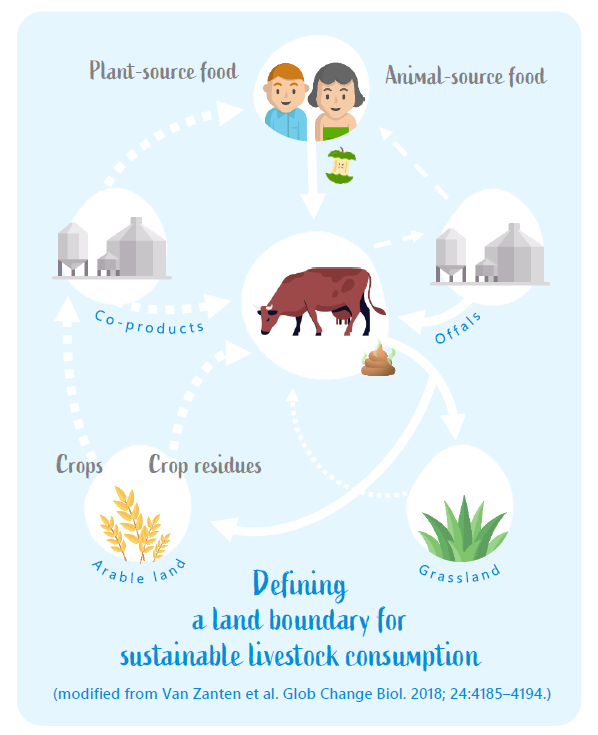 Plant-source food
Animal-source food
Co-products
Offals
Crops
Crop residues
Arable land
Grassland
Defining
a land boundary for
sustainable livestock consumption
(modified from Van Zanten et al. Glob Change Biol. 2018; 24:4185–4194.)